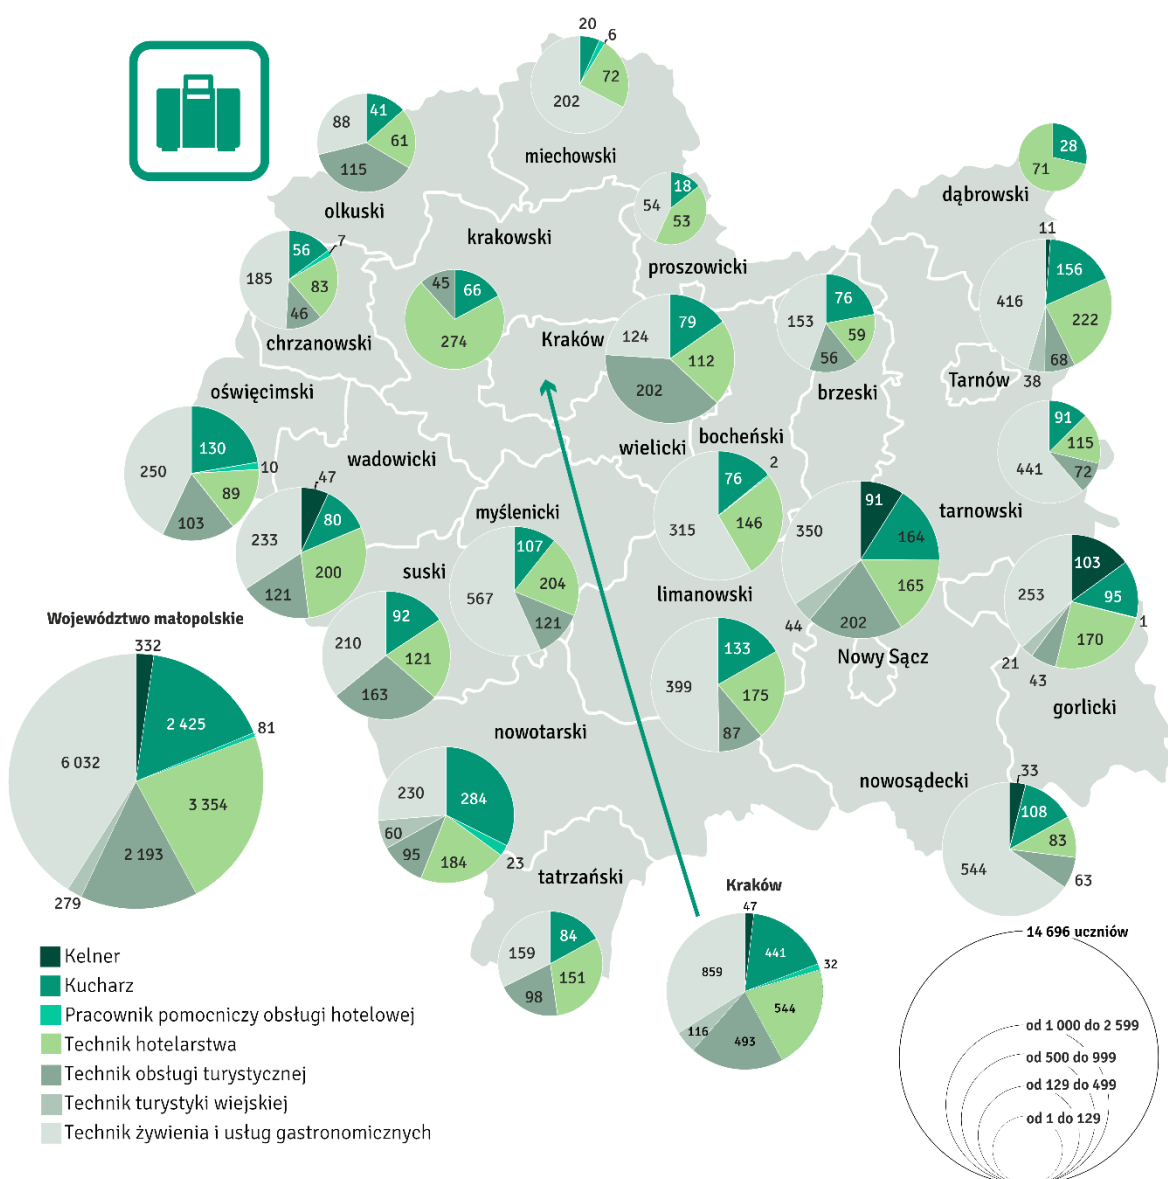 20
6
72
202
miechowski
41
88
61
115
olkuski
28
71
dąbrowski
18
54
53
proszowicki
krakowski
7
56
185
83
46
chrzanowski
45
66
274
11
156
416
222
68
38
Tarnów
76
153
59
56
brzeski
Kraków
79
124
112
202
wielicki
bocheński
oświęcimski
130
250
10
89
103
wadowicki
91
115
441
72
tarnowski
47
80
233
200
121
suski
myślenicki
107
204
567
121
2
76
315
146
limanowski
91
350
164
165
202
44
Nowy Sącz
103
95
253
1
170
43
21
gorlicki
92
210
121
163
133
399
175
87
nowotarski
nowosądecki
Województwo małopolskie
332
2 425
81
6 032
3 354
2 193
279
284
230
60
95
184
23
33
108
83
544
63
tatrzański
84
159
151
98
Kraków
47
441
32
859
544
116
493
Kelner
Kucharz
Pracownik pomocniczy obsługi hotelowej
Technik hotelarstwa
Technik obsługi turystycznej
Technik turystyki wiejskiej
Technik żywienia i usług gastronomicznych
14 696 uczniów
od 1 000 do 2 599
od 500 do 999
od 129 do 499
od 1 do 129